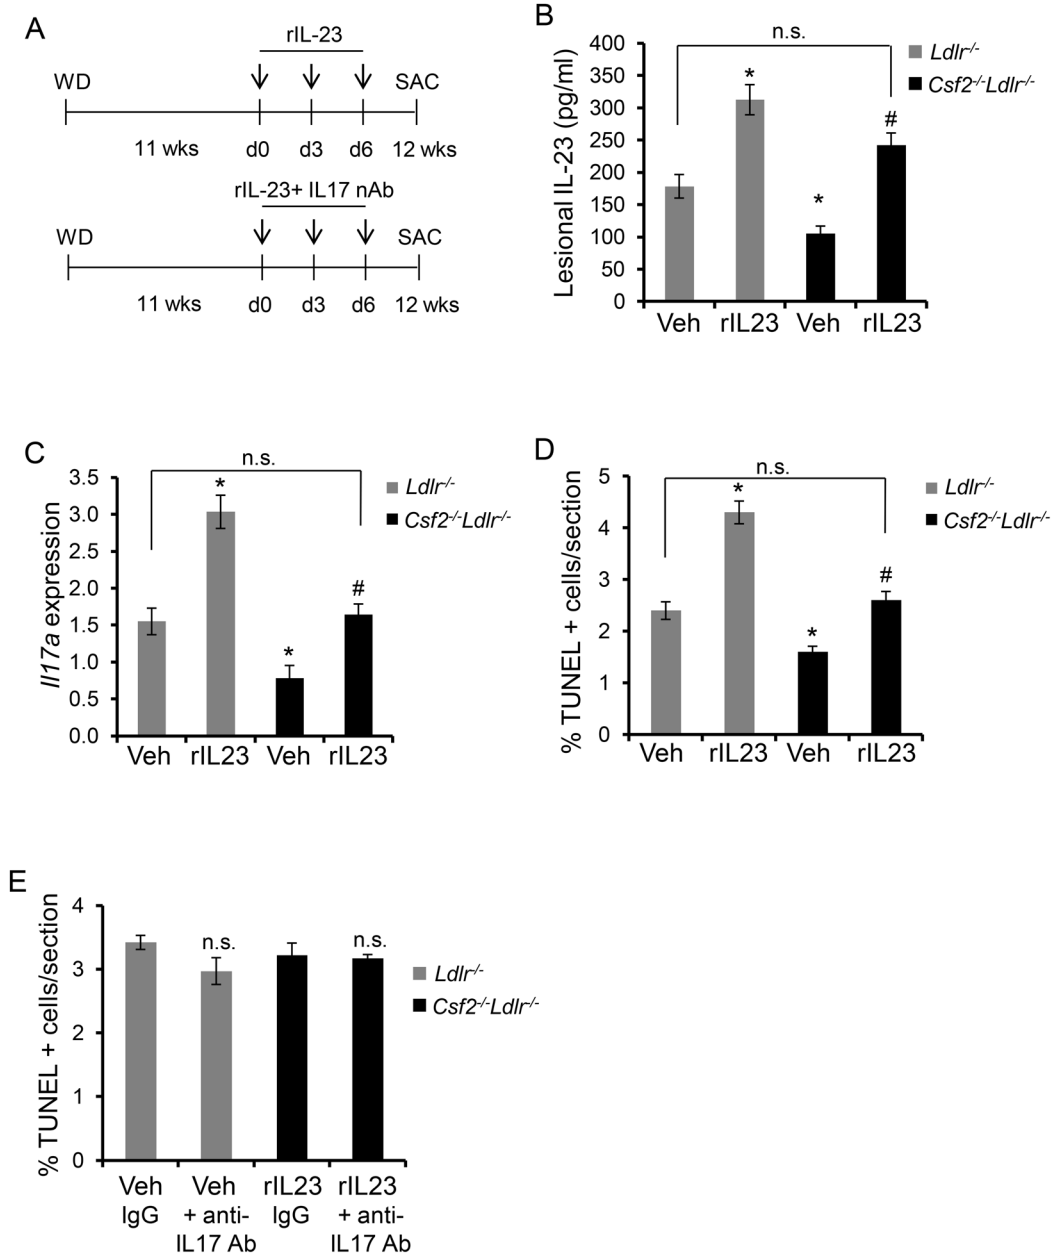 A
rIL-23
WD
SAC
11 wks
d0
d3
d6
12 wks
rIL-23+ IL17 nAb
WD
SAC
11 wks
d0
d3
d6
12 wks
B
Lesional IL-23 (pg/ml)
400
350
300
250
200
150
100
50
0
n.s.
*
*
#
Veh
rIL23
Veh
rIL23
Ldlr-/-
Csf2-/-Ldlr-/-
C
Il17a expression
3.5
3.0
2.5
2.0
1.5
1.0
0.5
0.0
n.s.
*
*
#
Veh
rIL23
Veh
rIL23
Ldlr-/-
Csf2-/-Ldlr-/-
D
% TUNEL + cells/section
5
4
3
2
1
0
n.s.
*
*
#
Veh
rIL23
Veh
rIL23
Ldlr-/-
Csf2-/-Ldlr-/-
E
% TUNEL + cells/section
4
3
2
1
0
n.s.
n.s.
Veh
IgG
Veh
+ anti-
IL17 Ab
rIL23
IgG
rIL23
+ anti-
IL17 Ab
Ldlr-/-
Csf2-/-Ldlr-/-